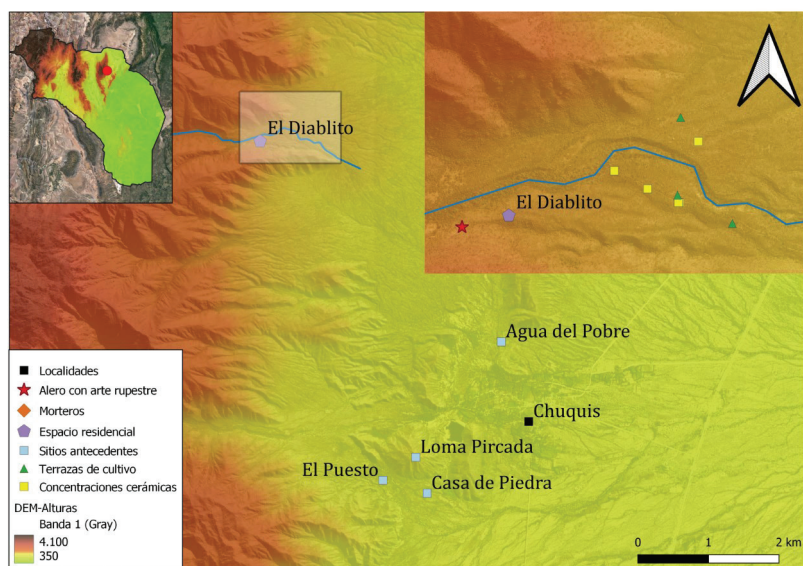 El Diablito
El Diablito
Agua del Pobre
Chuquis
Loma Pircada
El Puesto
Casa de Piedra
Localidades
Alero con arte rupestre
Morteros
Espacio residencial
Sitios antecedentes
Terrazas de cultivo
Concentraciones cerámicas
DEM-Alturas
Banda 1 (Gray)
4.100
350
0 1 2 km